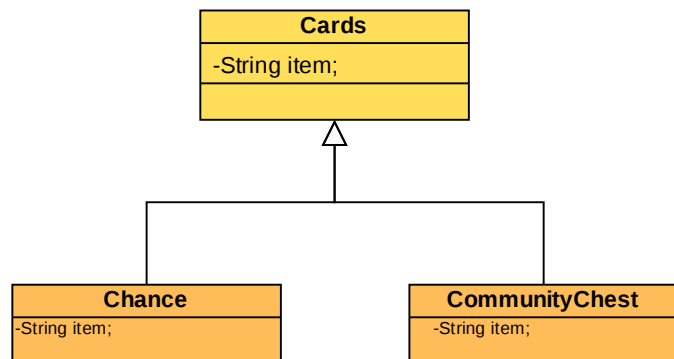 Cards
-String item;
Chance
-String item;
CommunityChest
-String item;